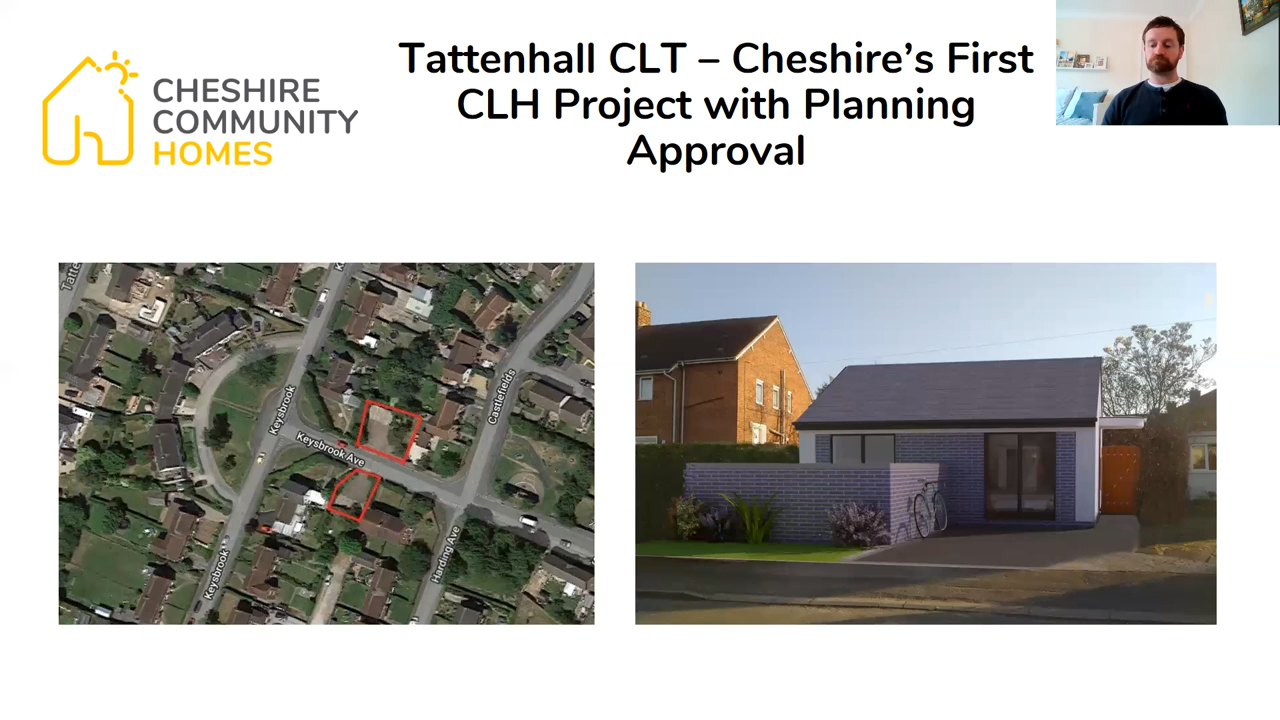 Tattenhall CLT – Cheshire’s First
CLH Project with Planning
Approval
CHESHIRE
COMMUNITY
HOMES
Tatte
K
Keysbrook
Keysbrook Ave
Castlefields
Keysbrook
Harding Ave